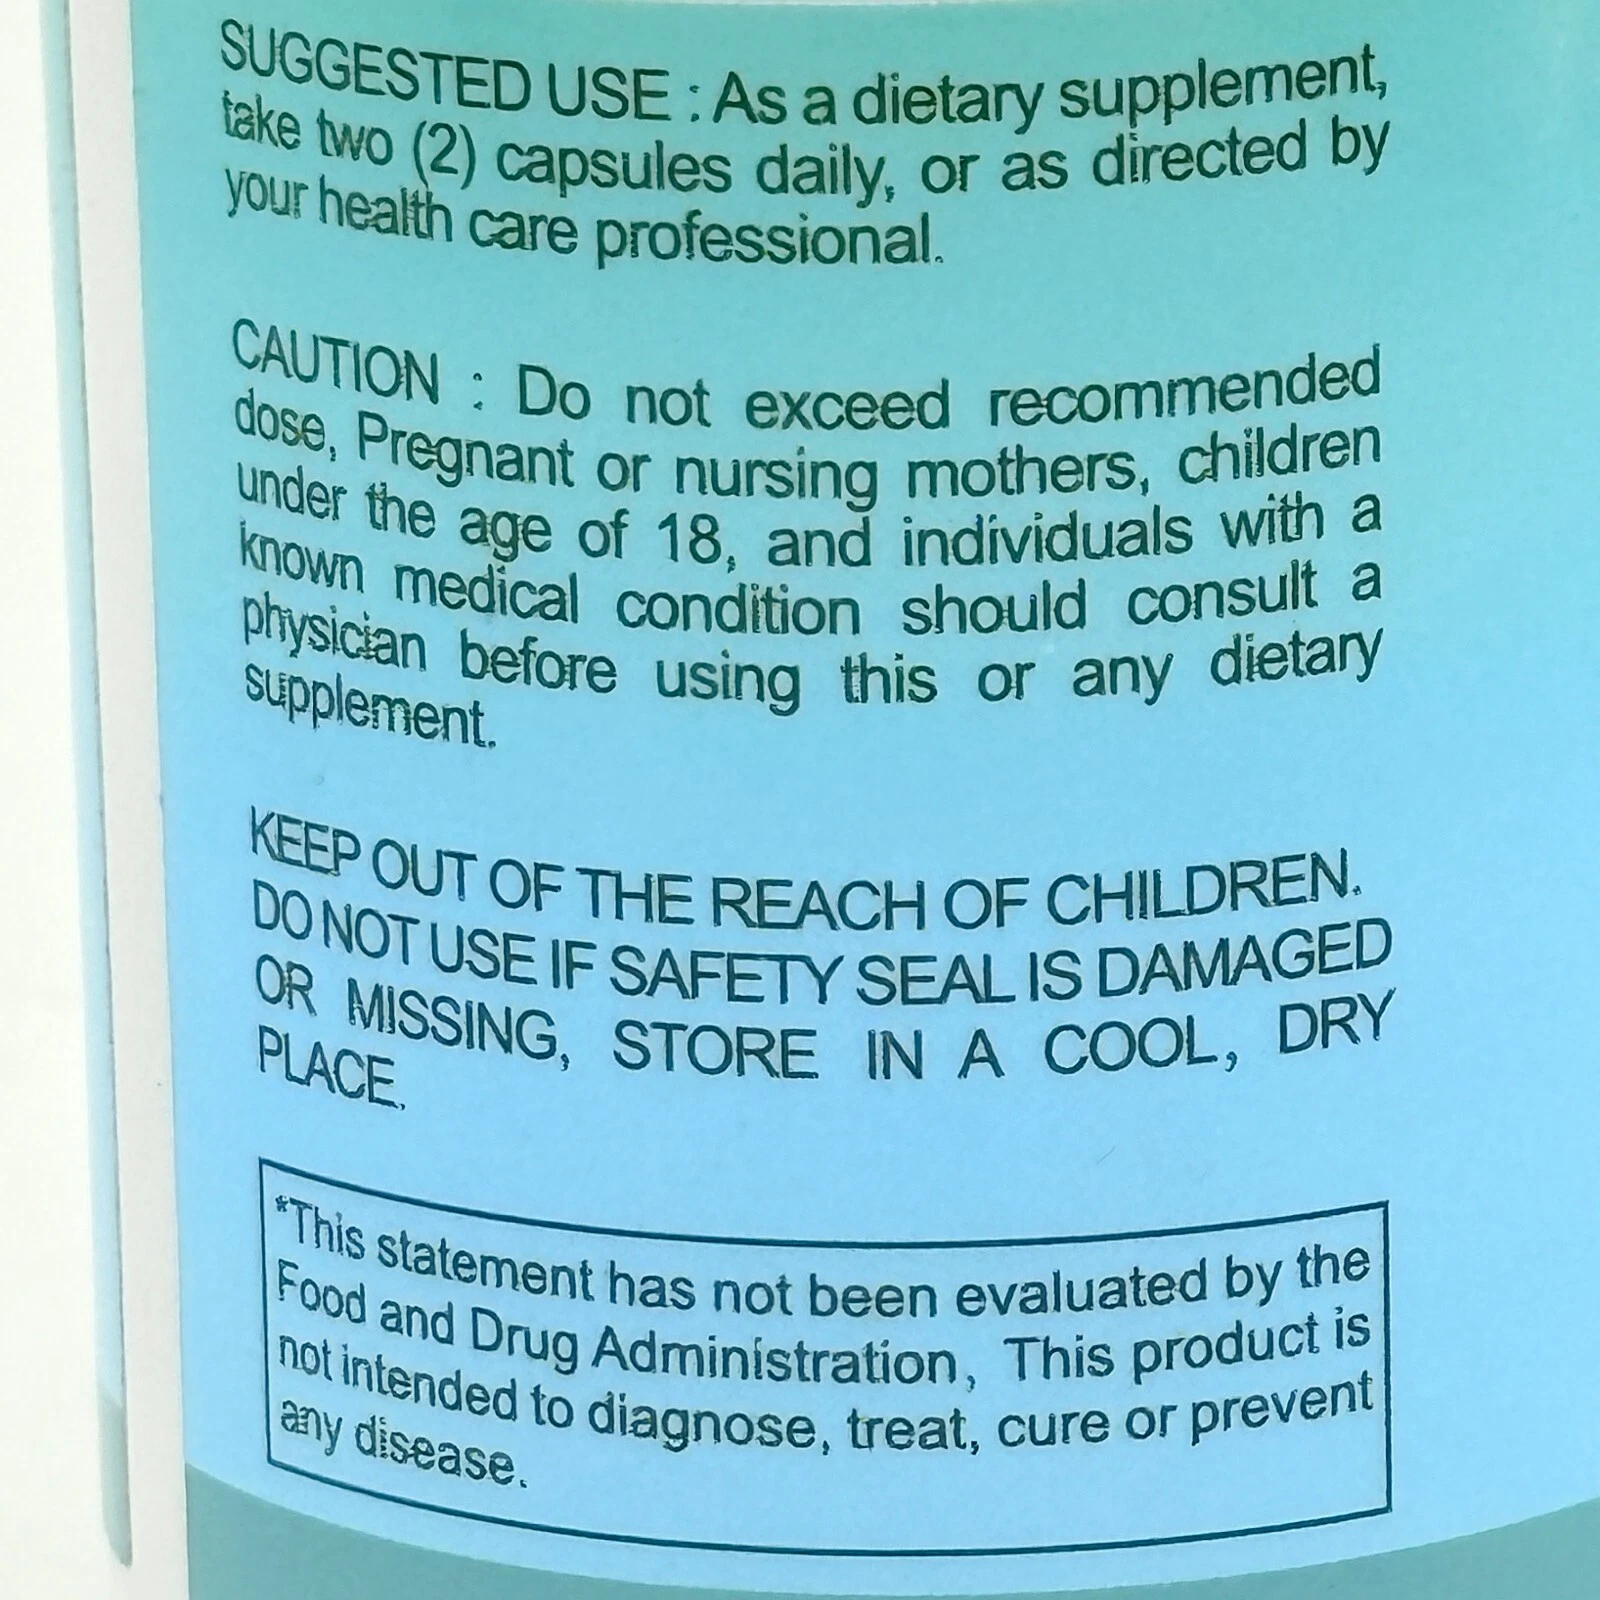 SUGGESTED USE : As a dietary supplement,
take two (2) capsules daily, or as directed by
your health care professional.
CAUTION : Do not exceed recommended
dose, Pregnant or nursing mothers, children
under the age of 18, and individuals with a
known medical condition should consult a
physician before using this or any dietary
supplement.
KEEP OUT OF THE REACH OF CHILDREN.
DO NOT USE IF SAFETY SEAL IS DAMAGED
OR MISSING, STORE IN A COOL, DRY
PLACE.
*This statement has not been evaluated by the
Food and Drug Administration, This product is
not intended to diagnose, treat, cure or prevent
any disease.